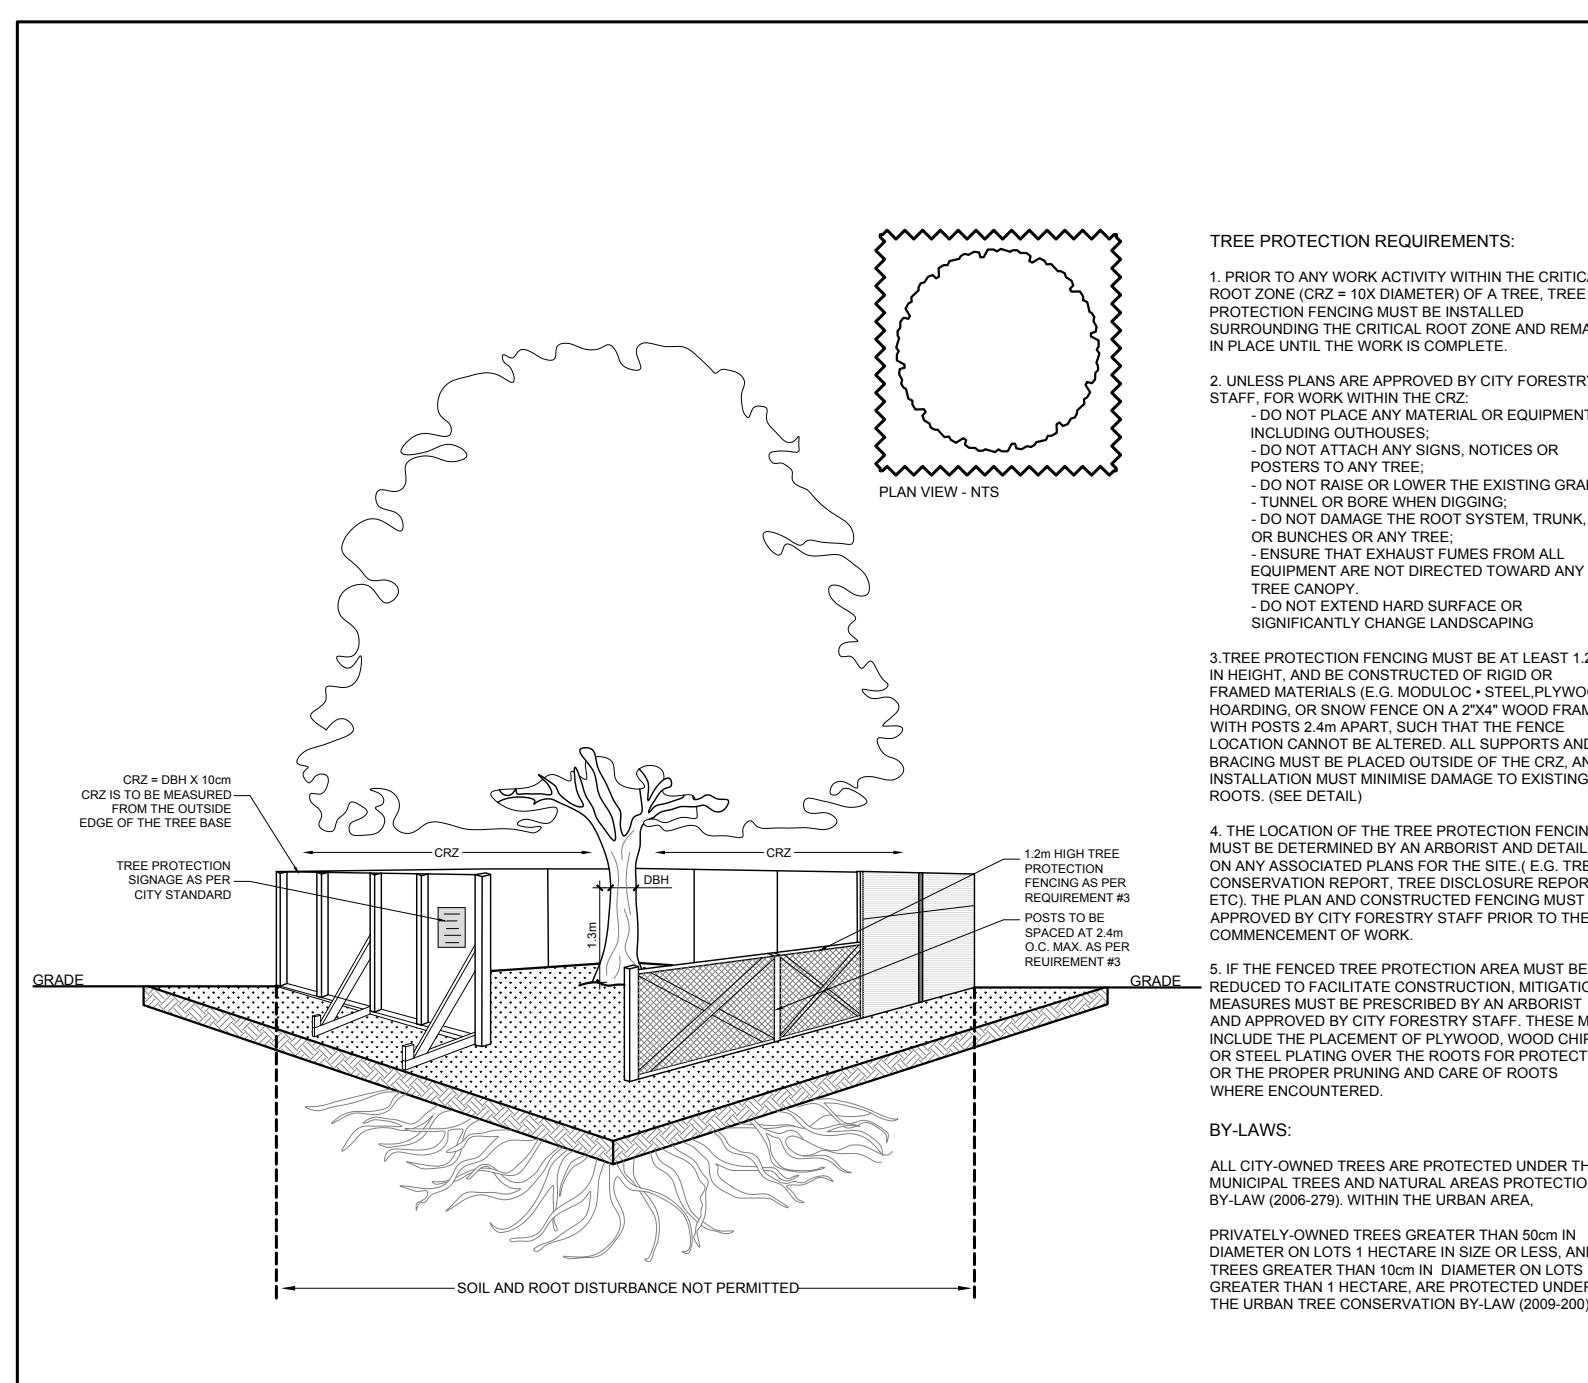 TREE PROTECTION REQUIREMENTS:
1. PRIOR TO ANY WORK ACTIVITY WITHIN THE
ROOT ZONE (CRZ = 10X DIAMETER) OF A TREE, TREE
PROTECTION FENCING MUST BE INSTALLED
SURROUNDING THE CRITICAL ROOT ZONE AND
IN PLACE UNTIL THE WORK IS COMPLETE.
2. UNLESS PLANS ARE APPROVED BY CITY FORESTRY
STAFF, FOR WORK WITHIN THE CRZ:
- DO NOT PLACE ANY MATERIAL OR EQUIPMENT
INCLUDING OUTHOUSES;
- DO NOT ATTACH ANY SIGNS, NOTICES OR
POSTERS TO ANY TREE;
- DO NOT RAISE OR LOWER THE EXISTING
- TUNNEL OR BORE WHEN DIGGING;
- DO NOT DAMAGE THE ROOT SYSTEM, TRUNK,
OR BUNCHES OR ANY TREE;
- ENSURE THAT EXHAUST FUMES FROM ALL
EQUIPMENT ARE NOT DIRECTED TOWARD ANY
TREE CANOPY.
- DO NOT EXTEND HARD SURFACE OR
SIGNIFICANTLY CHANGE LANDSCAPING
3.TREE PROTECTION FENCING MUST BE AT LEAST
IN HEIGHT, AND BE CONSTRUCTED OF RIGID OR
FRAMED MATERIALS (E.G. MODULOC • STEEL,
HOARDING, OR SNOW FENCE ON A 2"X4" WOOD
WITH POSTS 2.4m APART, SUCH THAT THE FENCE
LOCATION CANNOT BE ALTERED. ALL SUPPORTS AND
BRACING MUST BE PLACED OUTSIDE OF THE CRZ,
INSTALLATION MUST MINIMISE DAMAGE TO EXISTING
ROOTS. (SEE DETAIL)
4. THE LOCATION OF THE TREE PROTECTION
MUST BE DETERMINED BY AN ARBORIST AND
ON ANY ASSOCIATED PLANS FOR THE SITE.( E.G.
CONSERVATION REPORT, TREE DISCLOSURE
ETC). THE PLAN AND CONSTRUCTED FENCING MUST
APPROVED BY CITY FORESTRY STAFF PRIOR TO THE
COMMENCEMENT OF WORK.
5. IF THE FENCED TREE PROTECTION AREA MUST BE
REDUCED TO FACILITATE CONSTRUCTION,
MEASURES MUST BE PRESCRIBED BY AN ARBORIST
AND APPROVED BY CITY FORESTRY STAFF. THESE
INCLUDE THE PLACEMENT OF PLYWOOD, WOOD
OR STEEL PLATING OVER THE ROOTS FOR
OR THE PROPER PRUNING AND CARE OF ROOTS
WHERE ENCOUNTERED.
BY-LAWS:
ALL CITY-OWNED TREES ARE PROTECTED UNDER
MUNICIPAL TREES AND NATURAL AREAS
BY-LAW (2006-279). WITHIN THE URBAN AREA,
PRIVATELY-OWNED TREES GREATER THAN 50cm IN
DIAMETER ON LOTS 1 HECTARE IN SIZE OR LESS,
TREES GREATER THAN 10cm IN DIAMETER ON LOTS
GREATER THAN 1 HECTARE, ARE PROTECTED UNDER
THE URBAN TREE CONSERVATION BY-LAW (2009-200)
PLAN VIEW - NTS
CRZ = DBH X 10cm
CRZ IS TO BE MEASURED
FROM THE OUTSIDE
EDGE OF THE TREE BASE
TREE PROTECTION
SIGNAGE AS PER
CITY STANDARD
CRZ
CRZ
DBH
1.3m
1.2m HIGH TREE
PROTECTION
FENCING AS PER
REQUIREMENT #3
POSTS TO BE
SPACED AT 2.4m
O.C. MAX. AS PER
REUIREMENT #3
GRADE
GRADE
SOIL AND ROOT DISTURBANCE NOT PERMITTED